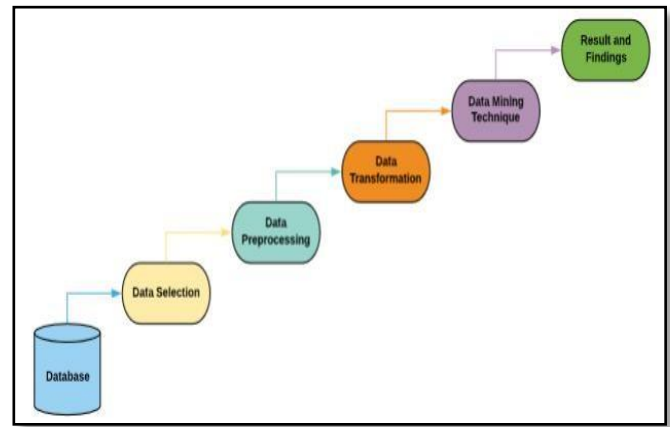 Result and
Findings
Data Mining
Technique
Data
Transformation
Data
Preprocessing
Data Selection
Database